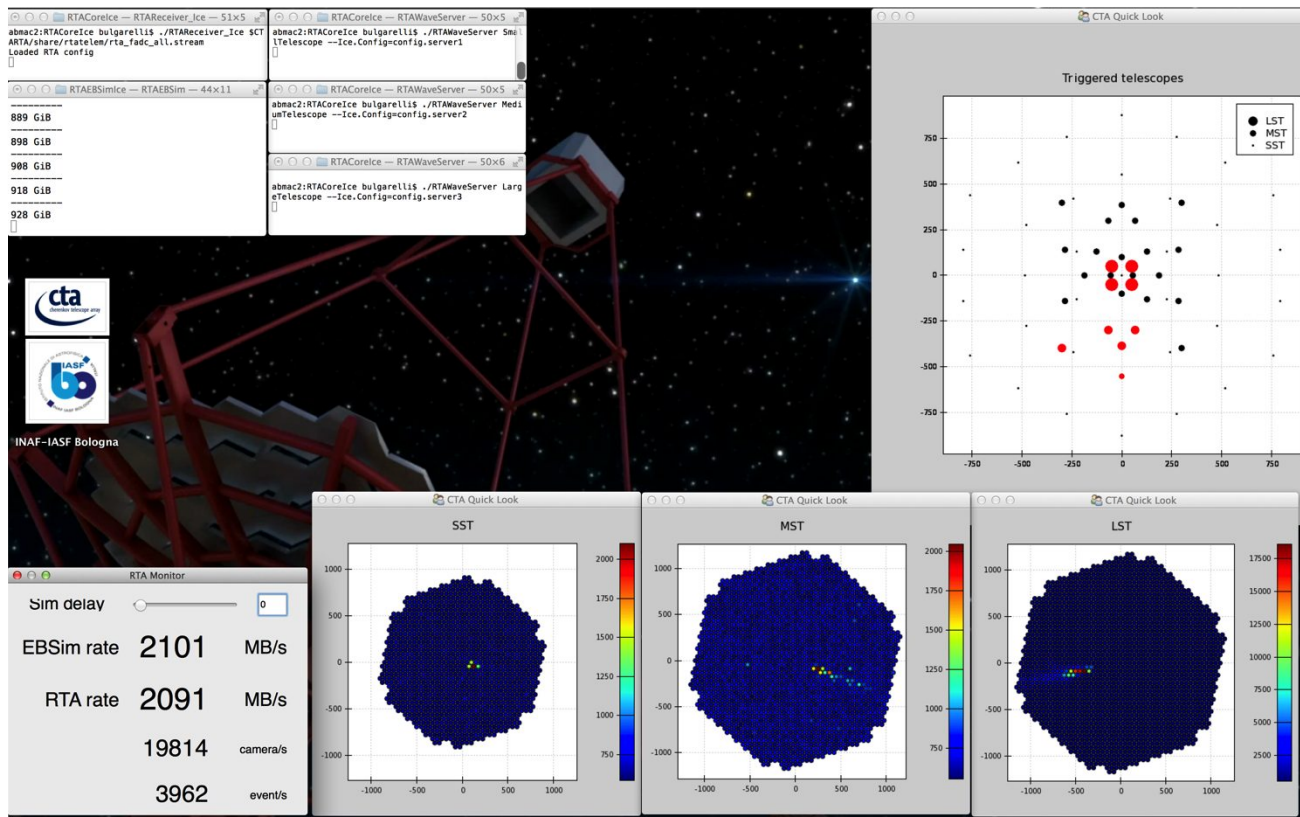 RTACoreIce — RTAReceiver_Ice — 51×5
abmac2:RTACoreIce bulgarelli$ ./RTAReceiver_Ice $CT
ARTA/share/rtatelem/rta_fadc_all.stream
Loaded RTA config
RTACoreIce — RTAWaveServer — 50×5
abmac2:RTACoreIce bulgarelli$ ./RTAWaveServer Smal
lTelescope --Ice.Config=config.server1
RTAEBSimIce — RTAEBSim — 44×11
---------
889 GiB
---------
898 GiB
---------
908 GiB
---------
918 GiB
---------
928 GiB
RTACoreIce — RTAWaveServer — 50×5
abmac2:RTACoreIce bulgarelli$ ./RTAWaveServer Medi
umTelescope --Ice.Config=config.server2
RTACoreIce — RTAWaveServer — 50×6
abmac2:RTACoreIce bulgarelli$ ./RTAWaveServer Larg
eTelescope --Ice.Config=config.server3
CTA Quick Look
Triggered telescopes
LST
MST
SST
750
500
250
0
-250
-500
-750
-750 -500 -250 0 250 500 750
cta
cherenkov telescope array
IASF
bo
INAF-IASF Bologna
RTA Monitor
Sim delay 0
EBSim rate 2101 MB/s
RTA rate 2091 MB/s
19814 camera/s
3962 event/s
CTA Quick Look
SST
1000
500
0
-500
-1000
-1000 -500 0 500 1000
2000
1750
1500
1250
1000
750
CTA Quick Look
MST
1000
500
0
-500
-1000
-1000 -500 0 500 1000
2000
1750
1500
1250
1000
750
CTA Quick Look
LST
1000
500
0
-500
-1000
-1000 -500 0 500 1000
17500
15000
12500
10000
7500
5000
2500